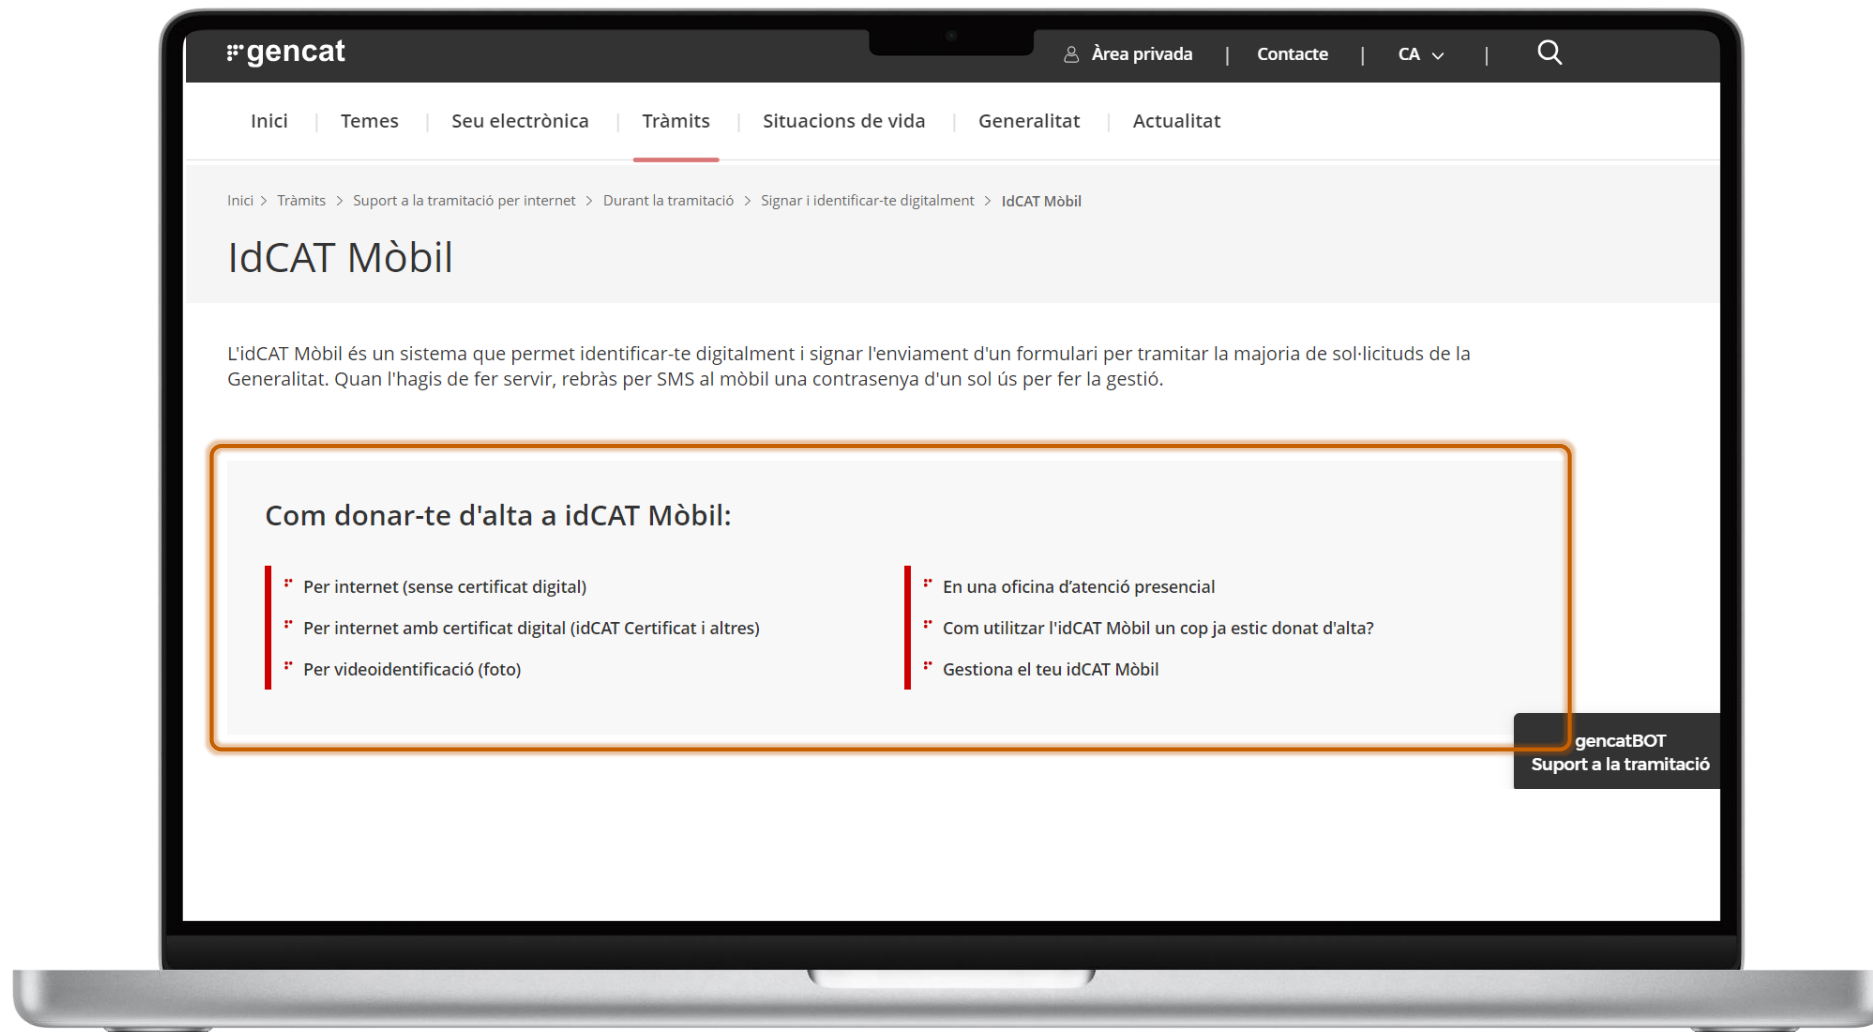 gencat
Àrea privada | Contacte | CA |
Inici | Temes | Seu electrònica | Tràmits | Situacions de vida | Generalitat | Actualitat
Inici > Tràmits > Suport a la tramitació per internet > Durant la tramitació > Signar i identificar-te digitalment > IdCAT Mòbil
IdCAT Mòbil
L'idCAT Mòbil és un sistema que permet identificar-te digitalment i signar l'enviament d'un formulari per tramitar la majoria de sol·licituds de la
Generalitat. Quan l'hagis de fer servir, rebràs per SMS al mòbil una contrasenya d'un sol ús per fer la gestió.
Com donar-te d'alta a idCAT Mòbil:
Per internet (sense certificat digital)
Per internet amb certificat digital (idCAT Certificat i altres)
Per videoidentificació (foto)
En una oficina d’atenció presencial
Com utilitzar l'idCAT Mòbil un cop ja estic donat d'alta?
Gestiona el teu idCAT Mòbil
gencatBOT
Suport a la tramitació